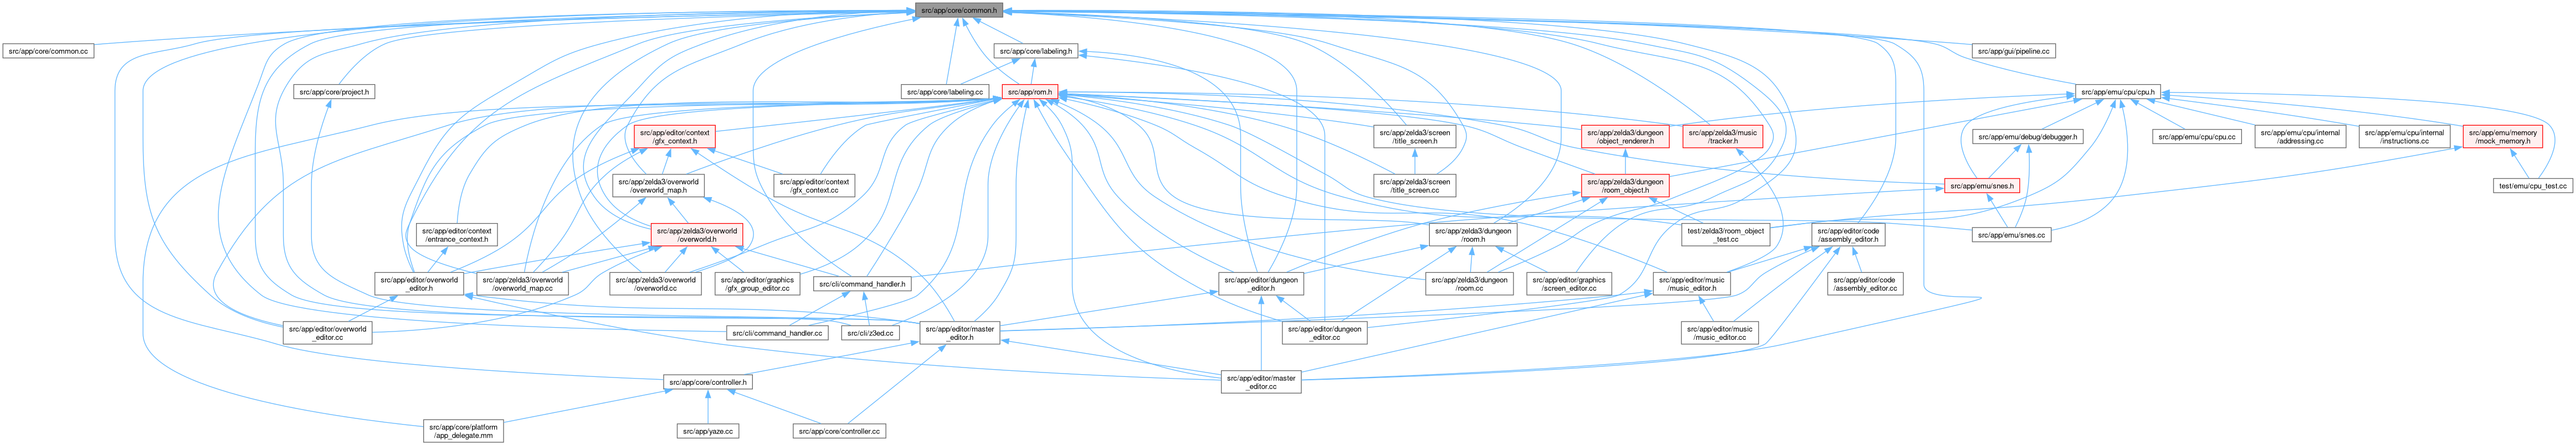 src/app/core/common.h
src/app/core/common.cc
src/app/core/labeling.h
src/app/gui/pipeline.cc
src/app/core/project.h
src/app/core/labeling.cc
src/app/rom.h
src/app/emu/cpu/cpu.h
src/app/editor/context
/gfx_context.h
src/app/zelda3/screen
/title_screen.h
src/app/zelda3/dungeon
/object_renderer.h
src/app/zelda3/music
/tracker.h
src/app/emu/debug/debugger.h
src/app/emu/cpu/cpu.cc
src/app/emu/cpu/internal
/addressing.cc
src/app/emu/cpu/internal
/instructions.cc
src/app/emu/memory
/mock_memory.h
src/app/zelda3/overworld
/overworld_map.h
src/app/editor/context
/gfx_context.cc
src/app/zelda3/screen
/title_screen.cc
src/app/zelda3/dungeon
/room_object.h
src/app/emu/snes.h
test/emu/cpu_test.cc
src/app/editor/context
/entrance_context.h
src/app/zelda3/overworld
/overworld.h
src/app/zelda3/dungeon
/room.h
test/zelda3/room_object
_test.cc
src/app/editor/code
/assembly_editor.h
src/app/emu/snes.cc
src/app/editor/overworld
_editor.h
src/app/zelda3/overworld
/overworld_map.cc
src/app/zelda3/overworld
/overworld.cc
src/app/editor/graphics
/gfx_group_editor.cc
src/cli/command_handler.h
src/app/editor/dungeon
_editor.h
src/app/zelda3/dungeon
/room.cc
src/app/editor/graphics
/screen_editor.cc
src/app/editor/music
/music_editor.h
src/app/editor/code
/assembly_editor.cc
src/app/editor/overworld
_editor.cc
src/cli/command_handler.cc
src/cli/z3ed.cc
src/app/editor/master
_editor.h
src/app/editor/dungeon
_editor.cc
src/app/editor/music
/music_editor.cc
src/app/core/controller.h
src/app/editor/master
_editor.cc
src/app/core/platform
/app_delegate.mm
src/app/yaze.cc
src/app/core/controller.cc